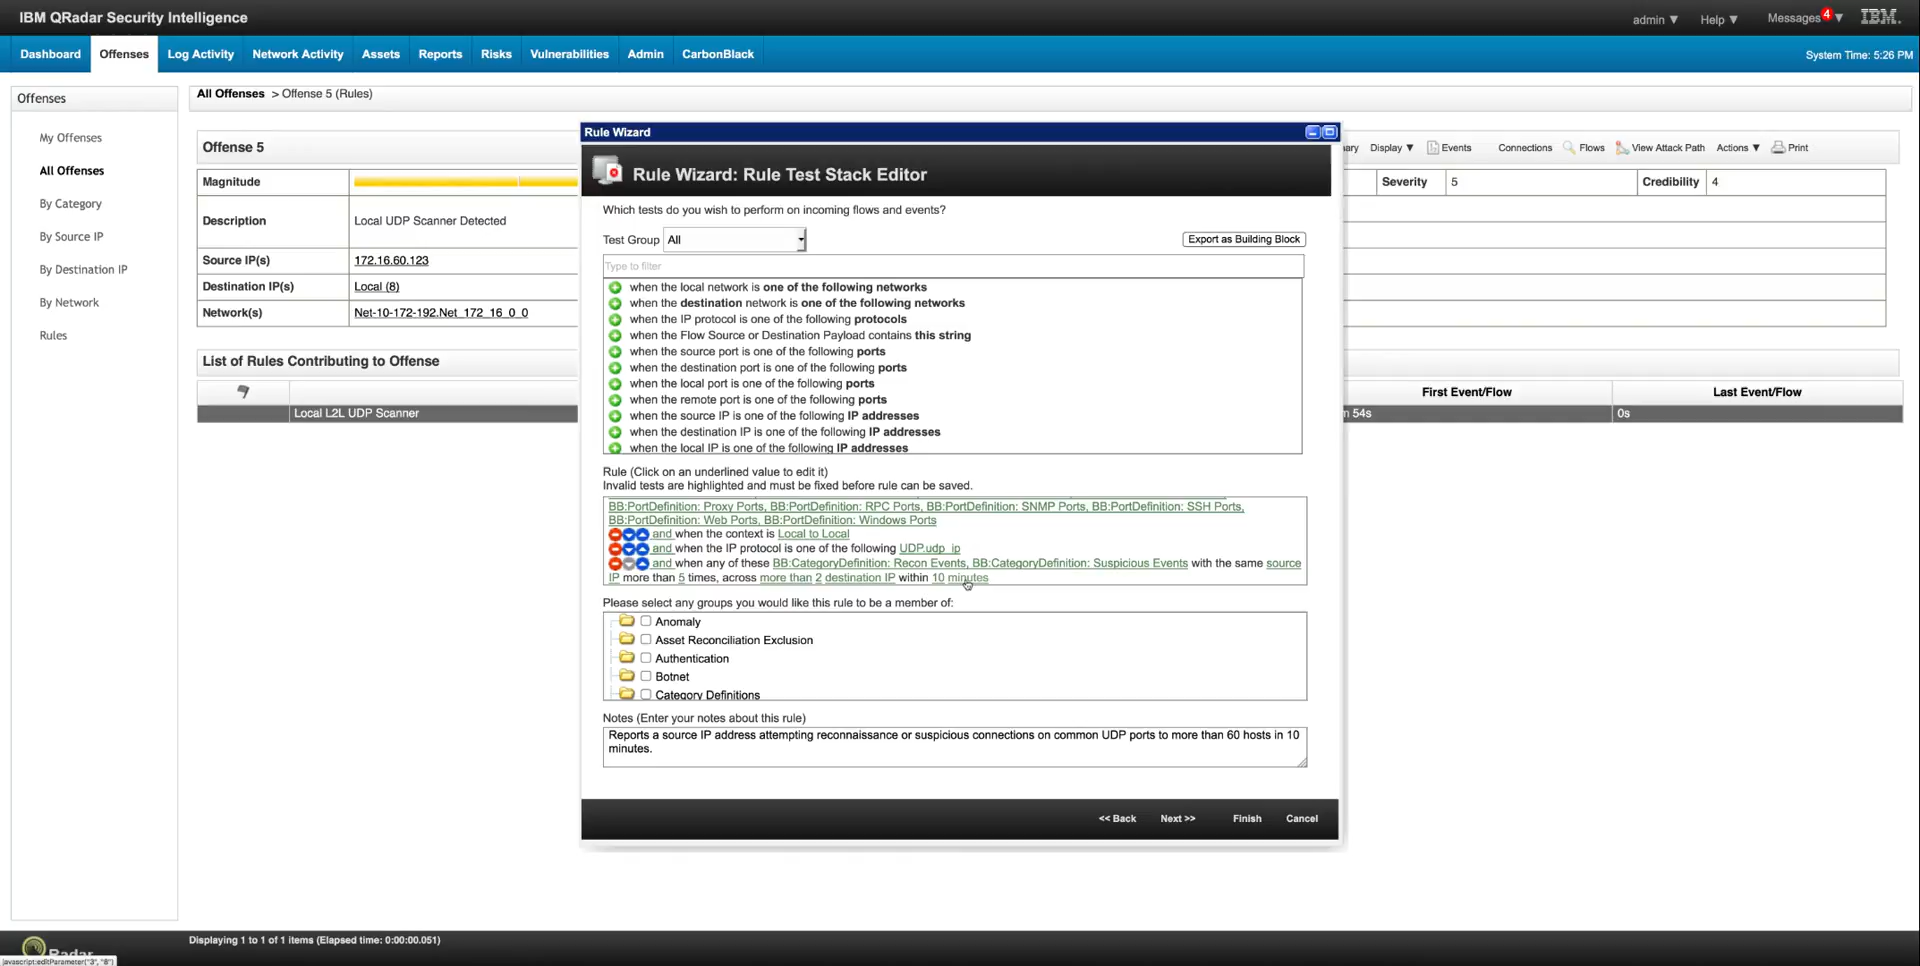 IBM QRadar Security Intelligence
admin ▼ Help ▼ Messages 4 ▼ IBM.
Dashboard Offenses Log Activity Network Activity Assets Reports Risks Vulnerabilities Admin CarbonBlack System Time: 5:26 PM
Offenses
My Offenses
All Offenses
By Category
By Source IP
By Destination IP
By Network
Rules
All Offenses > Offense 5 (Rules)
Offense 5
Display ▼ Events Connections Flows View Attack Path Actions ▼ Print
Magnitude
Severity 5 Credibility 4
Description Local UDP Scanner Detected
Source IP(s) 172.16.60.123
Destination IP(s) Local (8)
Network(s) Net-10-172-192.Net_172_16_0_0
List of Rules Contributing to Offense
First Event/Flow Last Event/Flow
Local L2L UDP Scanner 54s 0s
Rule Wizard
Rule Wizard: Rule Test Stack Editor
Which tests do you wish to perform on incoming flows and events?
Test Group All Export as Building Block
Type to filter
when the local network is one of the following networks
when the destination network is one of the following networks
when the IP protocol is one of the following protocols
when the Flow Source or Destination Payload contains this string
when the source port is one of the following ports
when the destination port is one of the following ports
when the local port is one of the following ports
when the remote port is one of the following ports
when the source IP is one of the following IP addresses
when the destination IP is one of the following IP addresses
when the local IP is one of the following IP addresses
Rule (Click on an underlined value to edit it)
Invalid tests are highlighted and must be fixed before rule can be saved.
BB:PortDefinition: Proxy Ports, BB:PortDefinition: RPC Ports, BB:PortDefinition: SNMP Ports, BB:PortDefinition: SSH Ports,
BB:PortDefinition: Web Ports, BB:PortDefinition: Windows Ports
and when the context is Local to Local
and when the IP protocol is one of the following UDP.udp_ip
and when any of these BB:CategoryDefinition: Recon Events, BB:CategoryDefinition: Suspicious Events with the same source
IP more than 5 times, across more than 2 destination IP within 10 minutes
Please select any groups you would like this rule to be a member of:
Anomaly
Asset Reconciliation Exclusion
Authentication
Botnet
Category Definitions
Notes (Enter your notes about this rule)
Reports a source IP address attempting reconnaissance or suspicious connections on common UDP ports to more than 60 hosts in 10
minutes.
<< Back Next >> Finish Cancel
Displaying 1 to 1 of 1 items (Elapsed time: 0:00:00.051)
javascript:editParameter("3", "8")